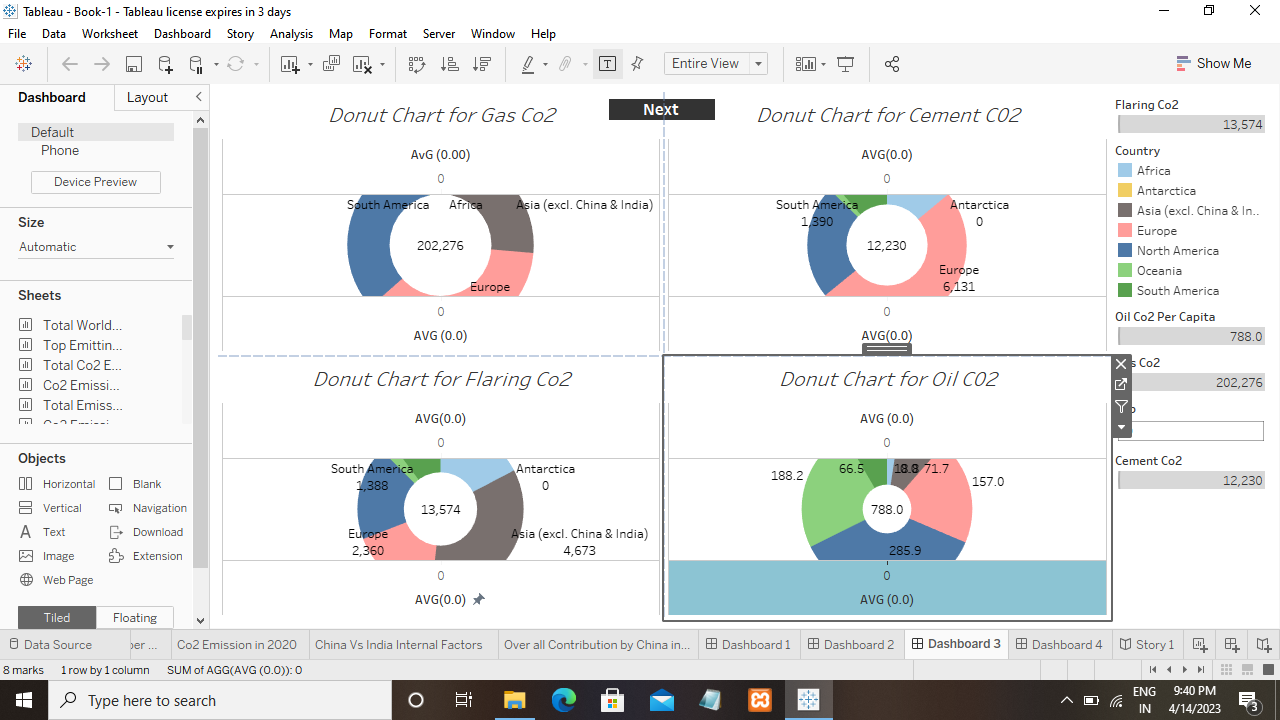 Tableau - Book-1 - Tableau license expires in 3 days
File Data Worksheet Dashboard Story Analysis Map Format Server Window Help
Entire View
Show Me
Dashboard
Layout
Default
Phone
Device Preview
Size
Automatic
Sheets
Total World...
Top Emittin...
Total Co2 E...
Co2 Emissi...
Total Emiss...
Objects
Horizontal
Blank
Vertical
Navigation
Text
Download
Image
Extension
Web Page
Tiled
Floating
Next
Donut Chart for Gas Co2
AvG (0.00)
0
South America
Africa
Asia (excl. China & India)
202,276
Europe
0
AVG (0.0)
Donut Chart for Cement C02
AVG(0.0)
0
South America
1,390
Antarctica
0
12,230
Europe
6,131
0
AVG(0.0)
Donut Chart for Flaring Co2
AVG(0.0)
0
South America
1,388
Antarctica
0
13,574
Europe
2,360
Asia (excl. China & India)
4,673
0
AVG(0.0)
Donut Chart for Oil C02
AVG (0.0)
0
188.2
66.5
71.7
157.0
788.0
285.9
0
AVG (0.0)
Flaring Co2
13,574
Country
Africa
Antarctica
Asia (excl. China & In..
Europe
North America
Oceania
South America
Oil Co2 Per Capita
788.0
Co2
202,276
Cement Co2
12,230
Data Source
Co2 Emission in 2020
China Vs India Internal Factors
Over all Contribution by China in...
Dashboard 1
Dashboard 2
Dashboard 3
Dashboard 4
Story 1
8 marks
1 row by 1 column
SUM of AGG(AVG (0.0)): 0
Type here to search
ENG
IN
9:40 PM
4/14/2023
3